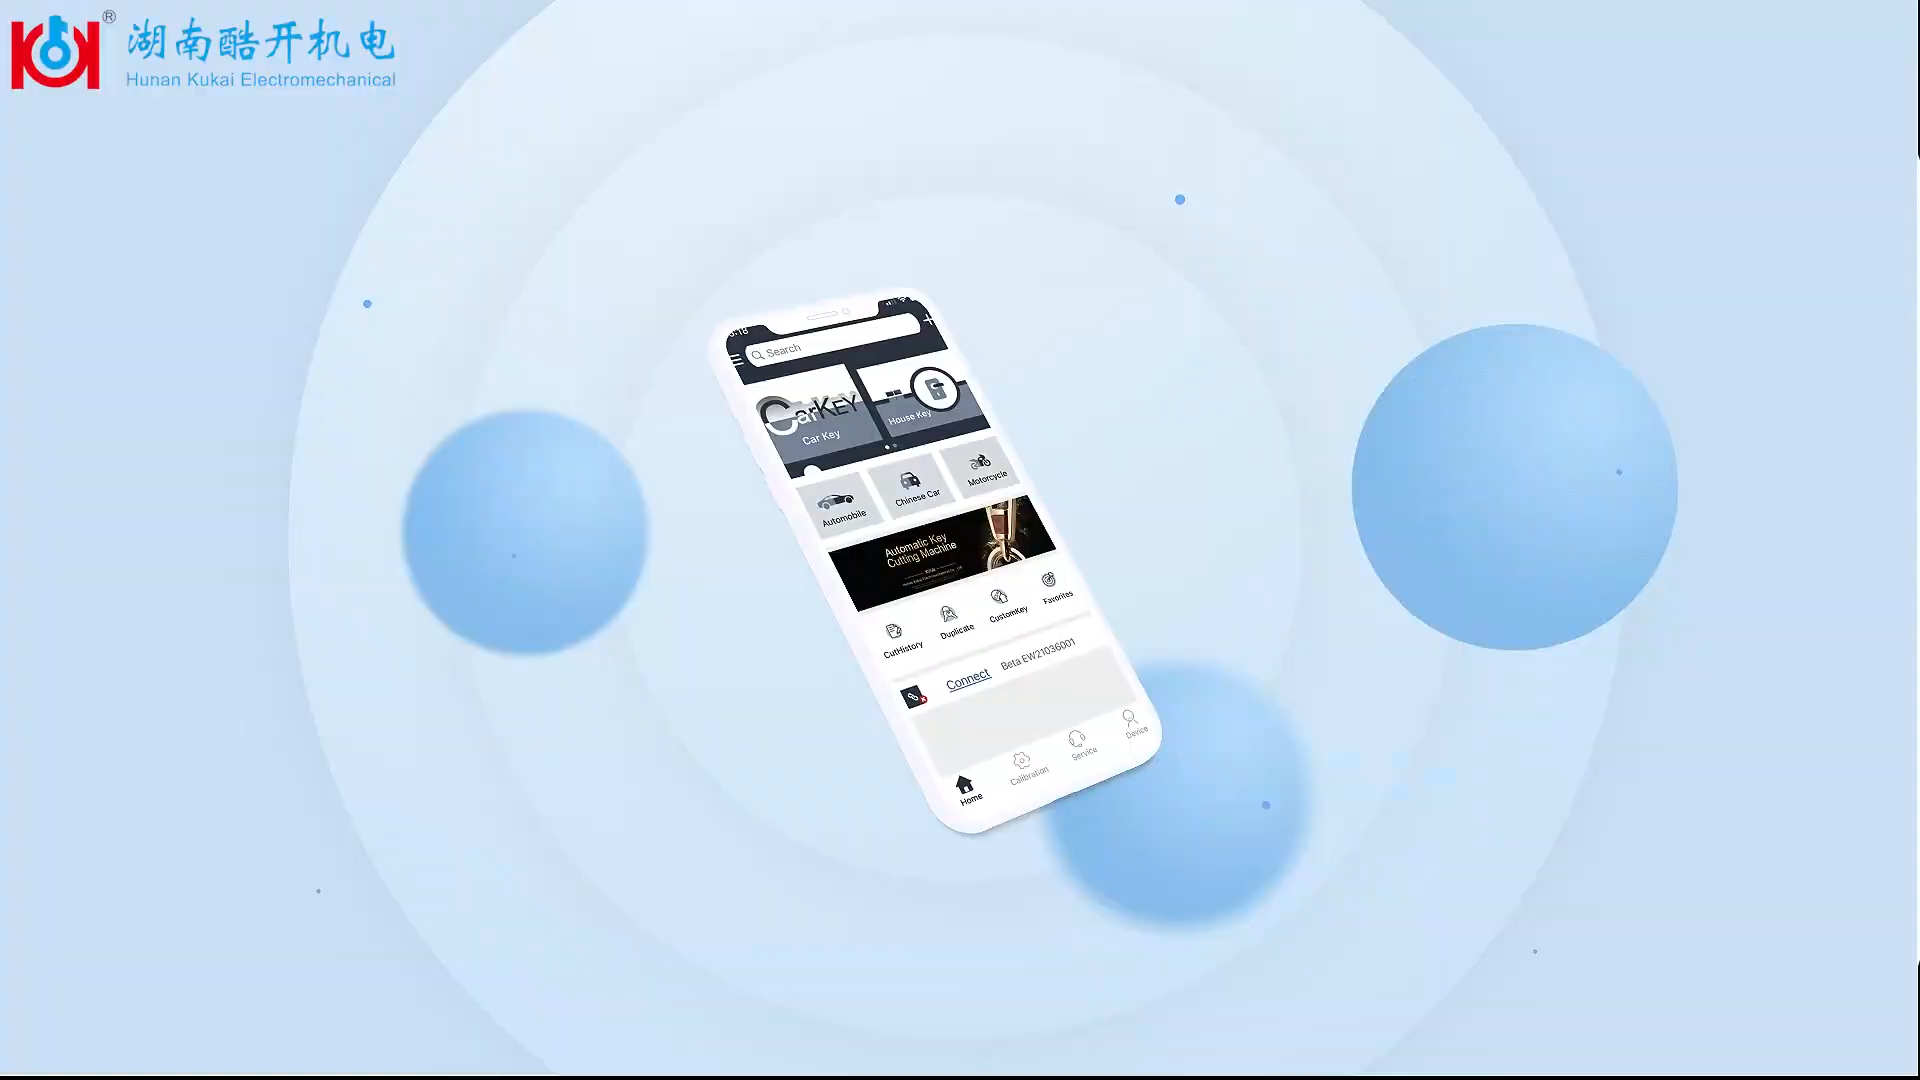 ®
湖南酷开机电
Hunan Kukai Electromechanical
Search
CarKEY
Car Key
House Key
Automobile
Chinese Car
Motorcycle
Automatic Key
Cutting Machine
CutHistory
Duplicate
CustomKey
Favorites
Connect
Beta EW21036001
Home
Calibration
Service
Device